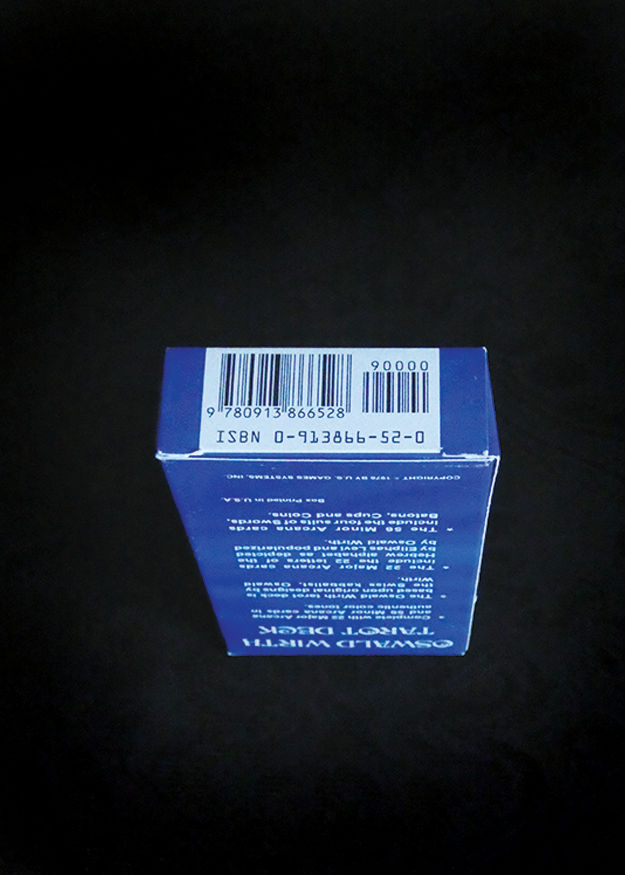 90000
9 780913 866528
ISBN 0-913866-52-0
OSWALD WIRTH
TAROT DECK
* Complete with 22 Major Arcana
and 56 Minor Arcana cards in
authentic color tones.
* The Oswald Wirth tarot deck is
based upon original designs by
the Swiss kabbalist, Oswald
Wirth.
* The 22 Major Arcana cards
include the 22 letters of the
Hebrew alphabet as depicted
by Eliphas Levi and popularized
by Oswald Wirth.
* The 56 Minor Arcana cards
include the four suits of Swords,
Batons, Cups and Coins.
Box Printed in U.S.A.
COPYRIGHT © 1976 BY U.S. GAMES SYSTEMS, INC.